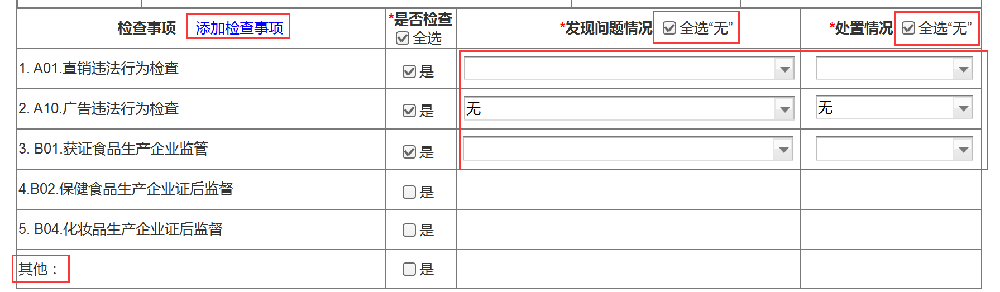 检查事项 添加检查事项 *是否检查 *发现问题情况 全选“无” *处置情况 全选“无”
全选
1. A01.直销违法行为检查 是
2. A10.广告违法行为检查 是 无 无
3. B01.获证食品生产企业监管 是
4.B02.保健食品生产企业证后监督 是
5. B04.化妆品生产企业证后监督 是
其他： 是